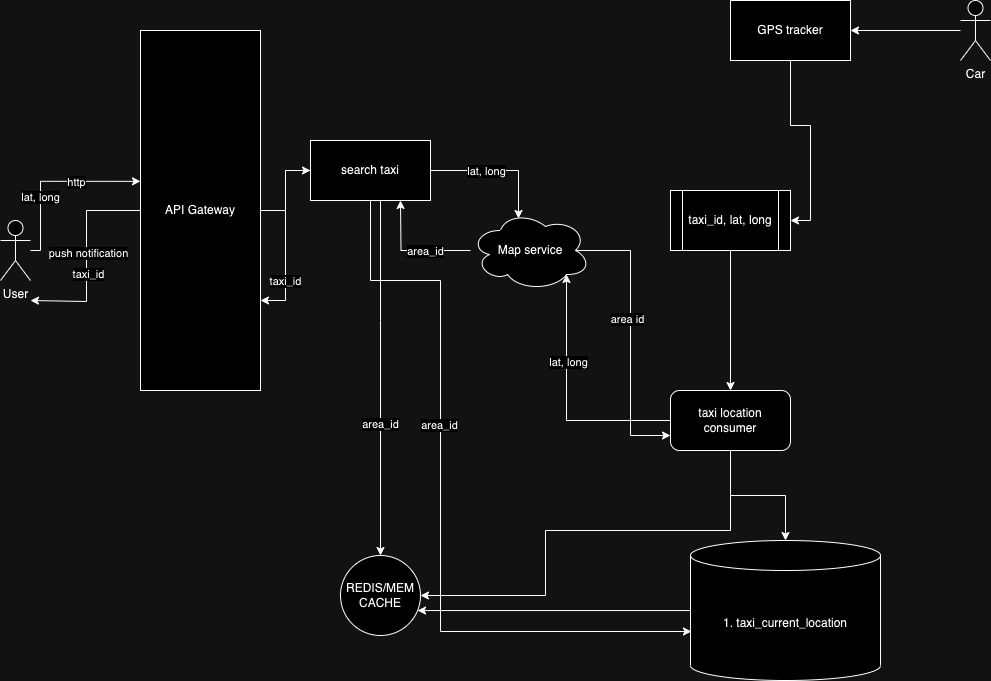 GPS tracker
Car
search taxi
lat, long
http
lat, long
API Gateway
taxi_id, lat, long
push notification
taxi_id
User
taxi_id
area_id
Map service
area id
lat, long
area_id
area_id
taxi location
consumer
REDIS/MEM
CACHE
1. taxi_current_location